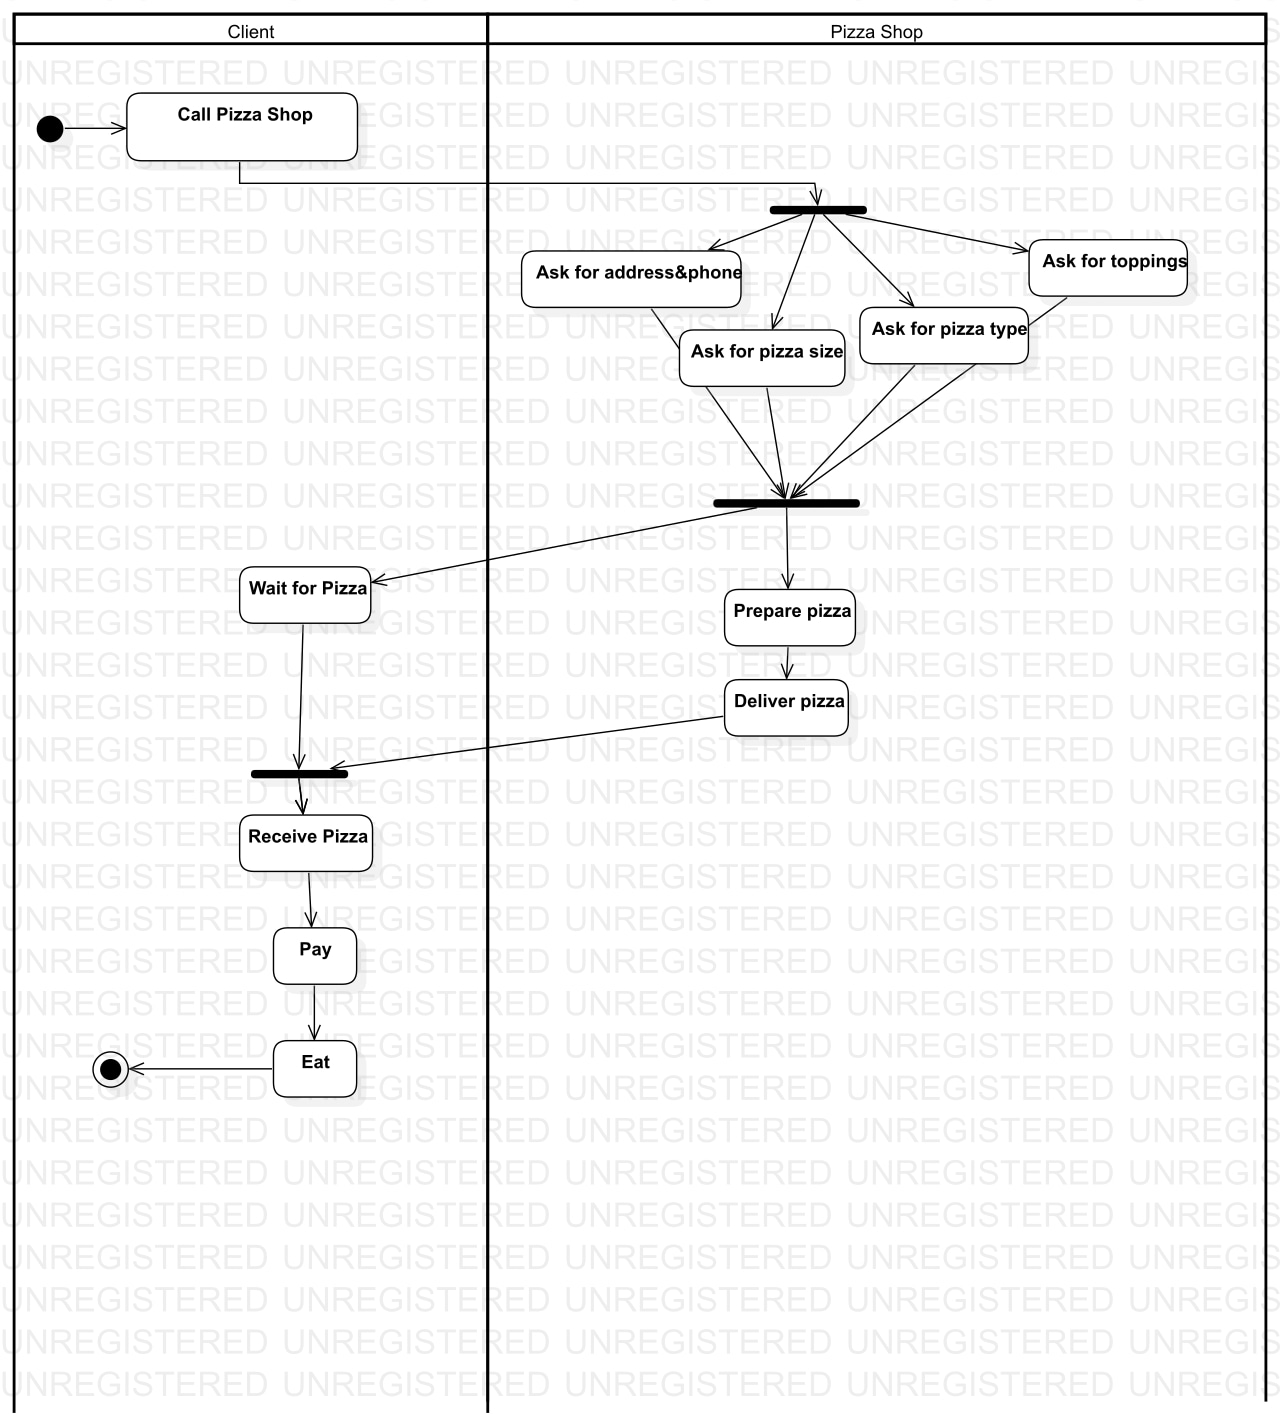 Client
Pizza Shop
Call Pizza Shop
Ask for address&phone
Ask for toppings
Ask for pizza type
Ask for pizza size
Wait for Pizza
Prepare pizza
Deliver pizza
Receive Pizza
Pay
Eat
UNREGISTERED UNREGISTERED UNREGISTERED UNREGISTERED UNREGIS